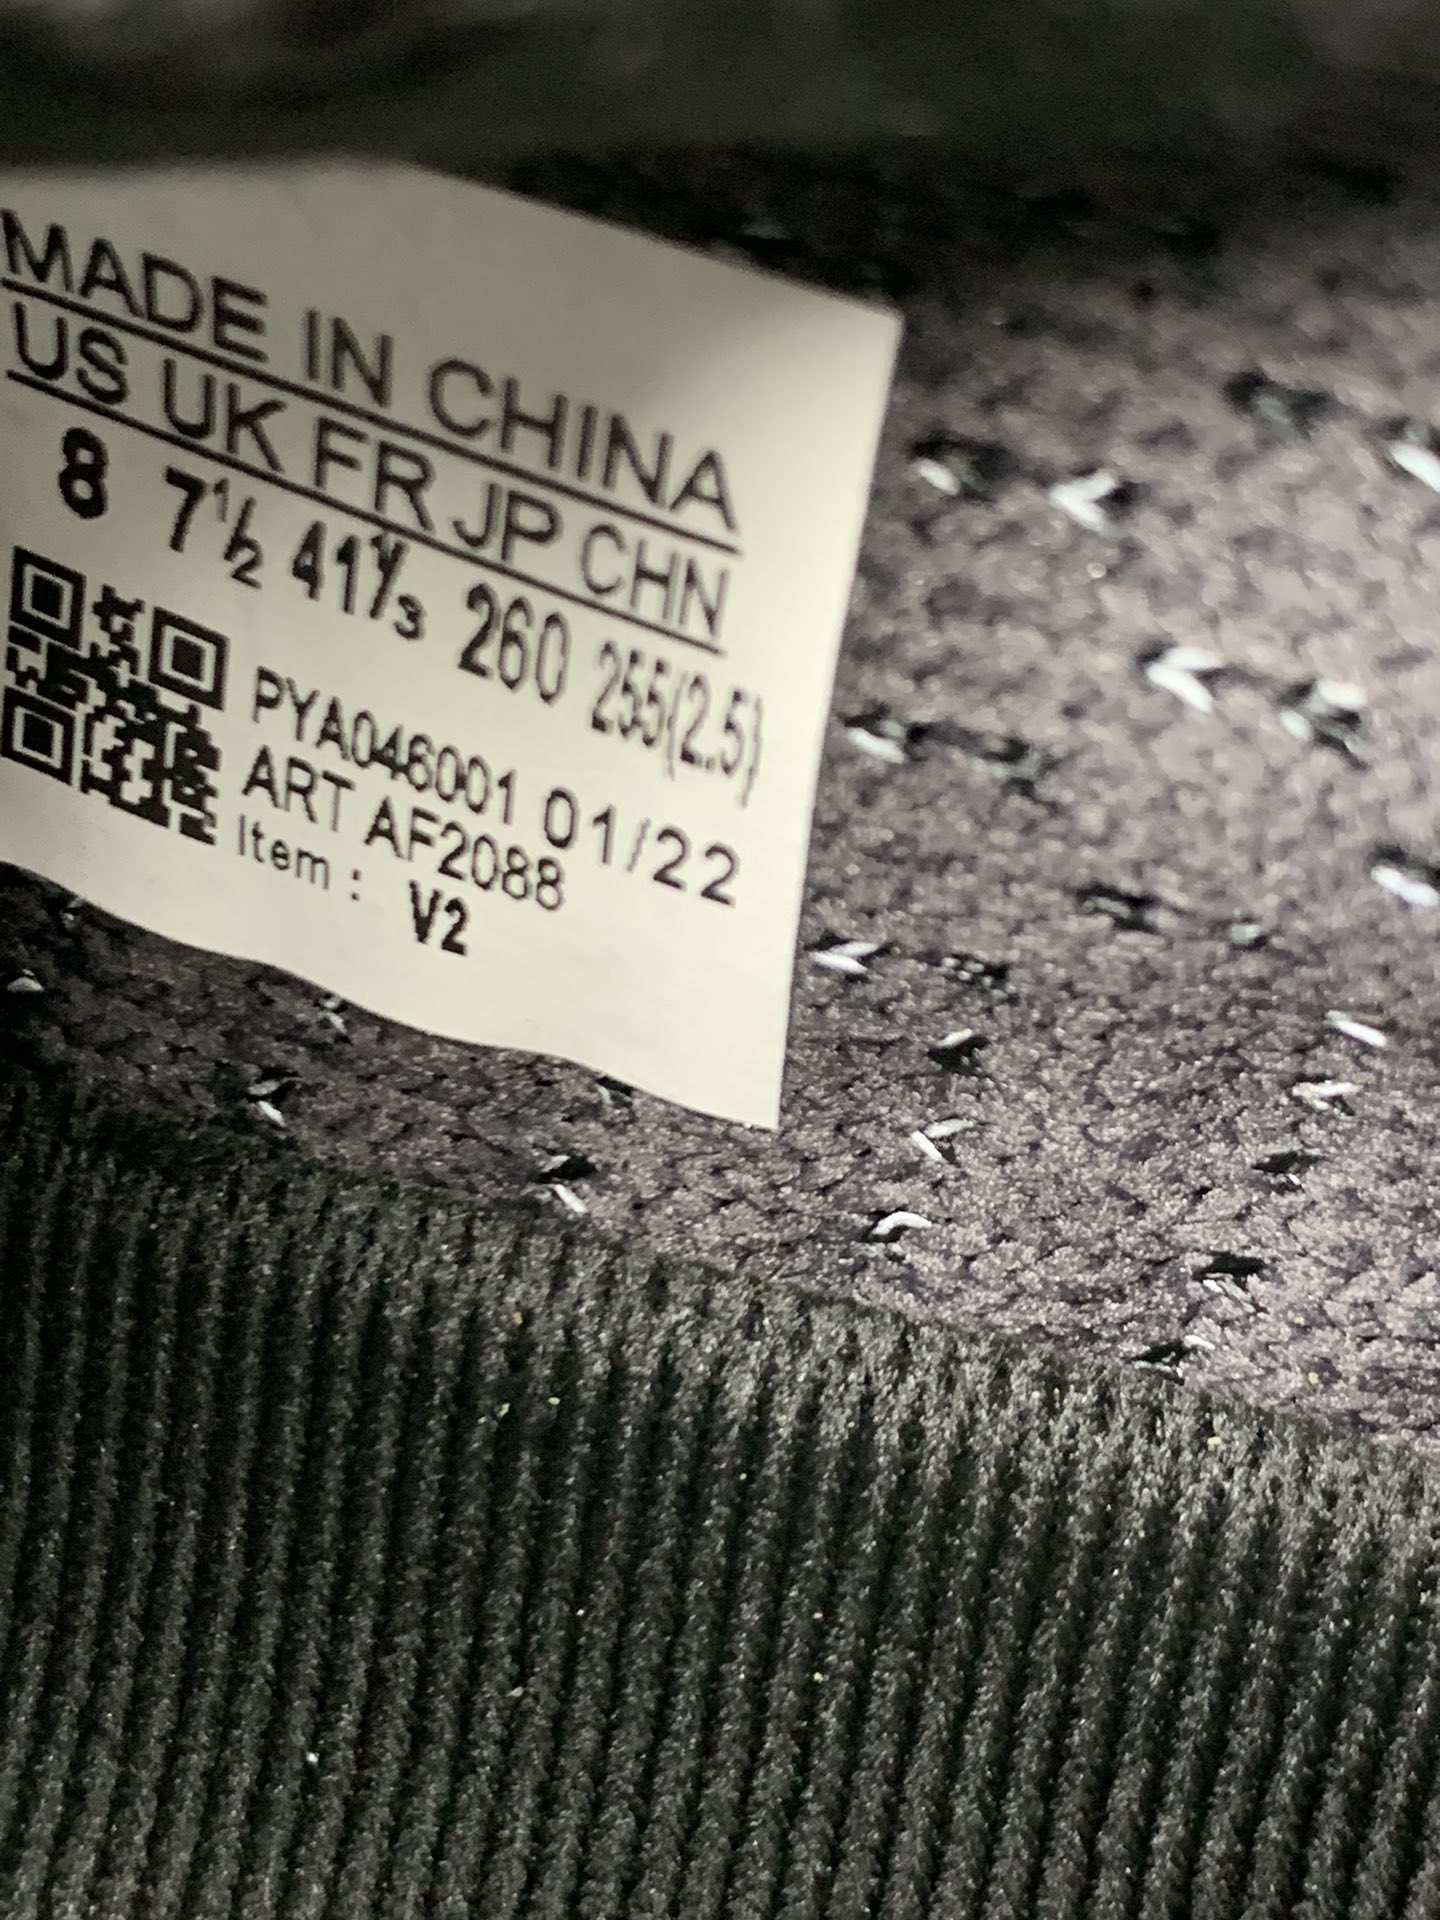 MADE IN CHINA
US UK FR JP CHN
8 7½ 41⅓ 260 255(2.5)
PYA046001 01/22
ART AF2088
Item： V2